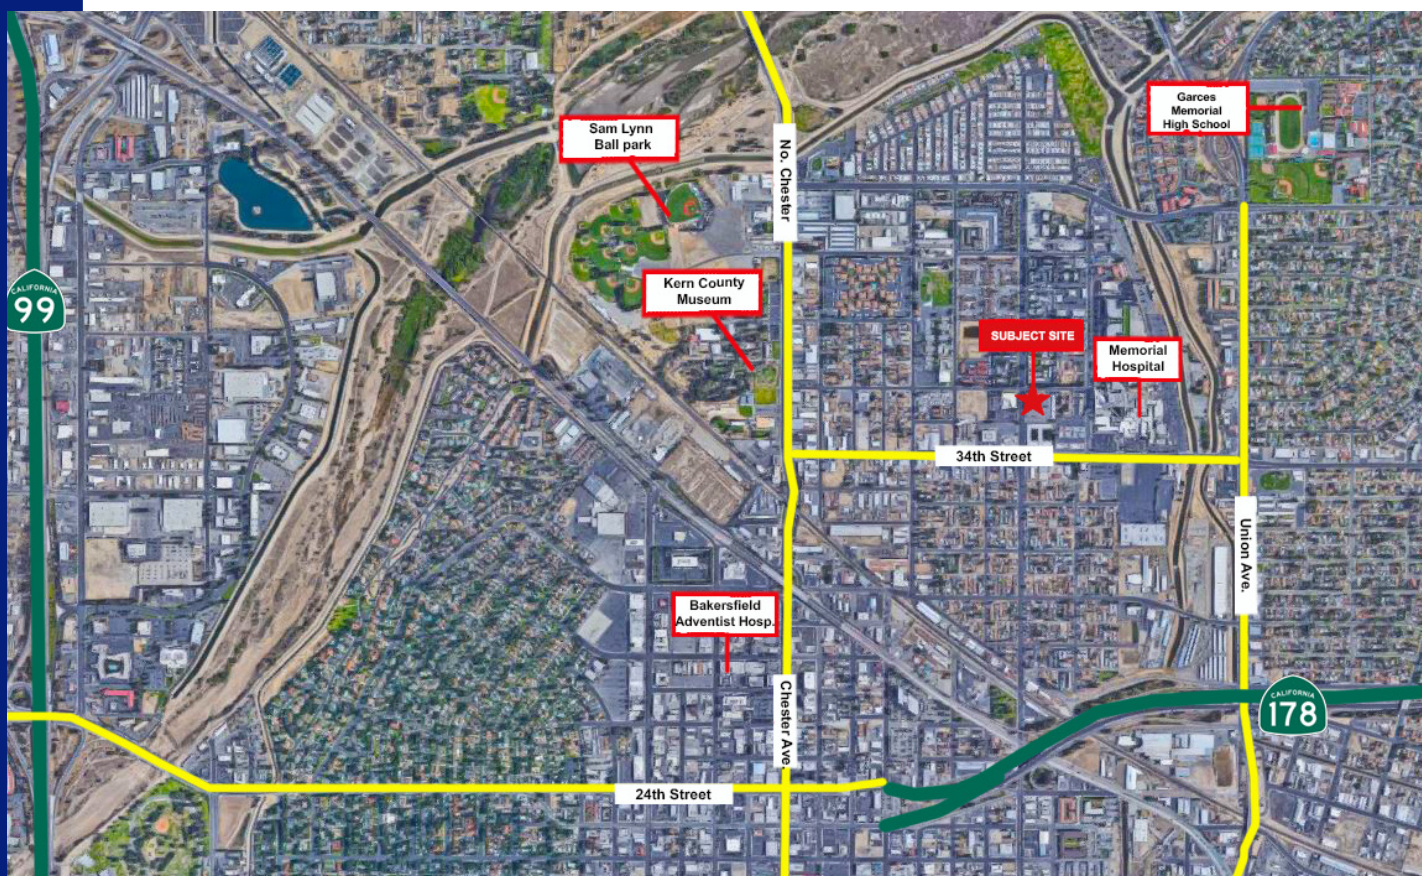 Garces
Memorial
High School
Sam Lynn
Ball park
No. Chester
Kern County
Museum
CALIFORNIA
99
SUBJECT SITE
Memorial
Hospital
34th Street
Union Ave.
Bakersfield
Adventist Hosp.
Chester Ave
CALIFORNIA
178
24th Street